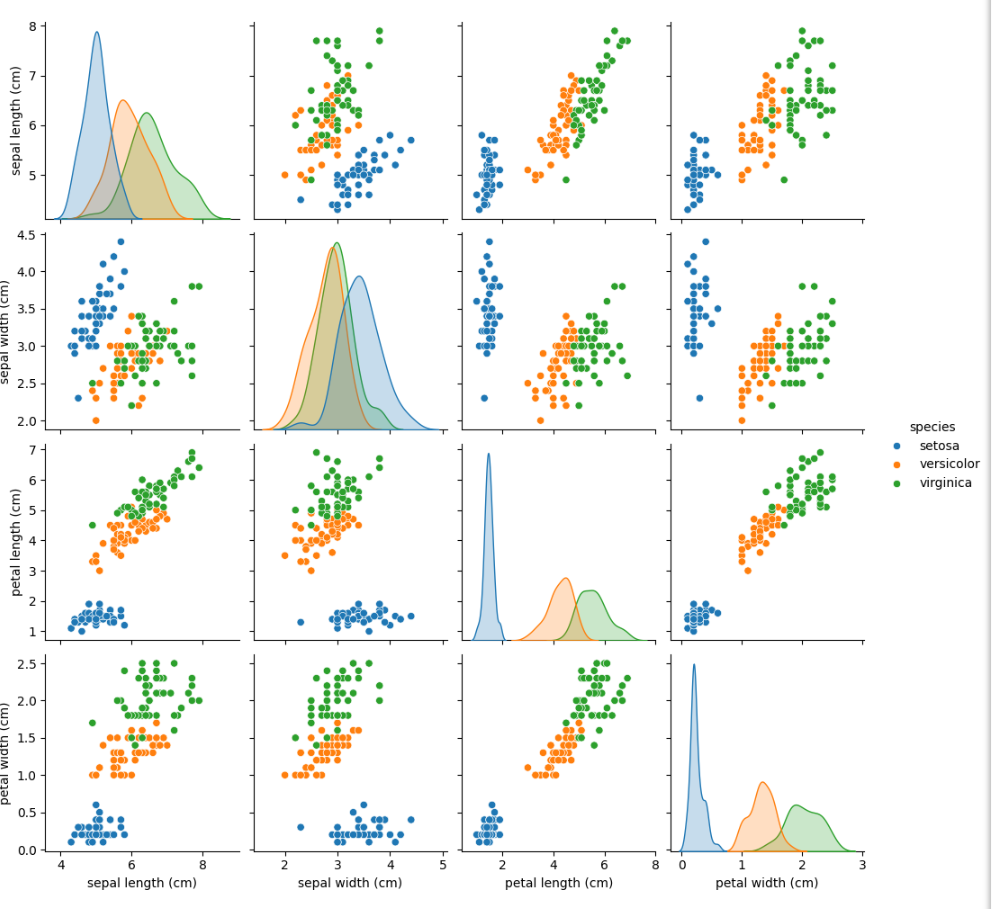 8
7
6
5
sepal length (cm)
4.5
4.0
3.5
3.0
2.5
2.0
sepal width (cm)
7
6
5
4
3
2
1
petal length (cm)
2.5
2.0
1.5
1.0
0.5
0.0
petal width (cm)
4 6 8
sepal length (cm)
2 3 4 5
sepal width (cm)
2 4 6 8
petal length (cm)
0 1 2 3
petal width (cm)
species
setosa
versicolor
virginica